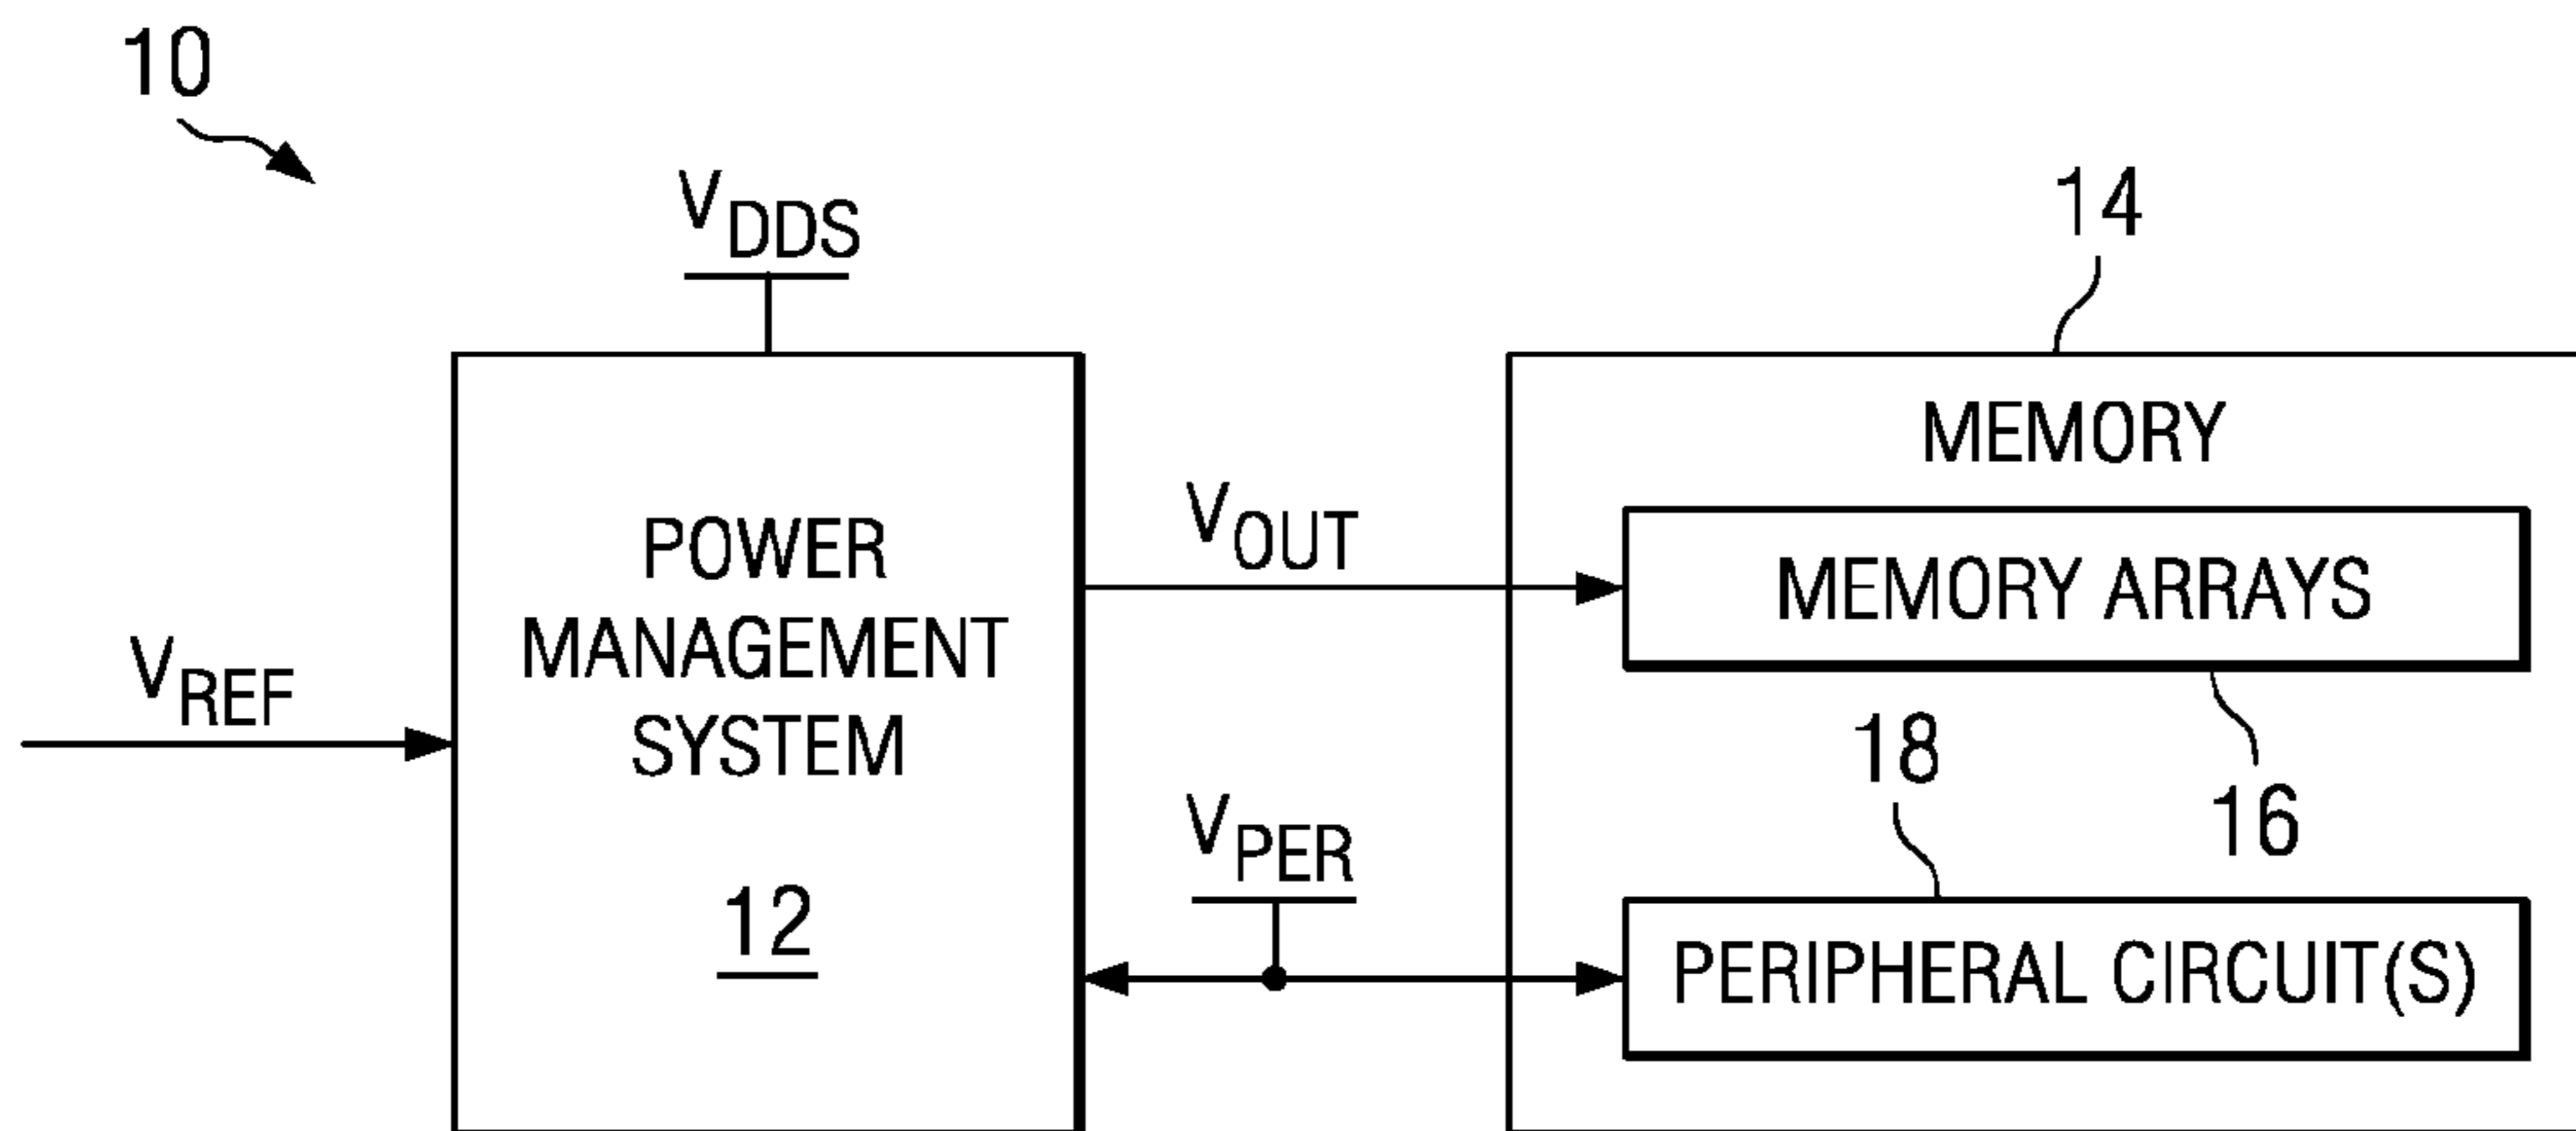 10
VDDS
14
MEMORY
POWER
MANAGEMENT
SYSTEM
12
VOUT
MEMORY ARRAYS
VREF
18
16
VPER
PERIPHERAL CIRCUIT(S)